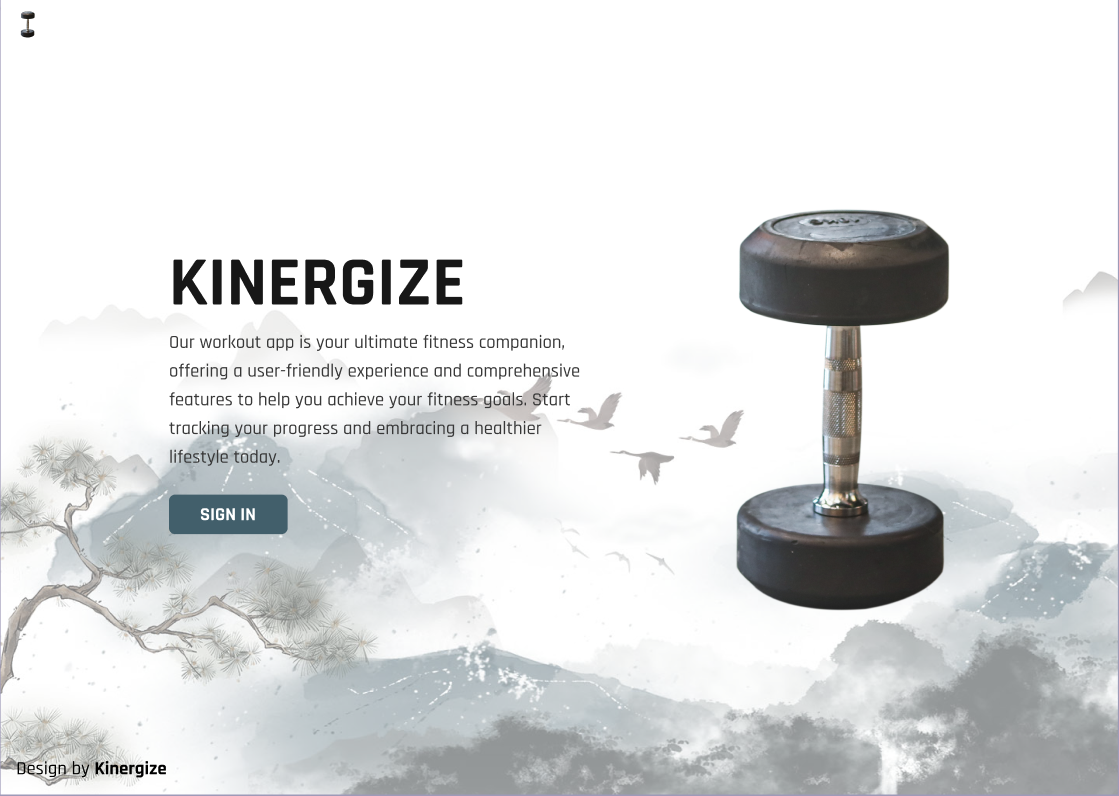 KINERGIZE
Our workout app is your ultimate fitness companion,
offering a user-friendly experience and comprehensive
features to help you achieve your fitness goals. Start
tracking your progress and embracing a healthier
lifestyle today.
SIGN IN
Design by Kinergize